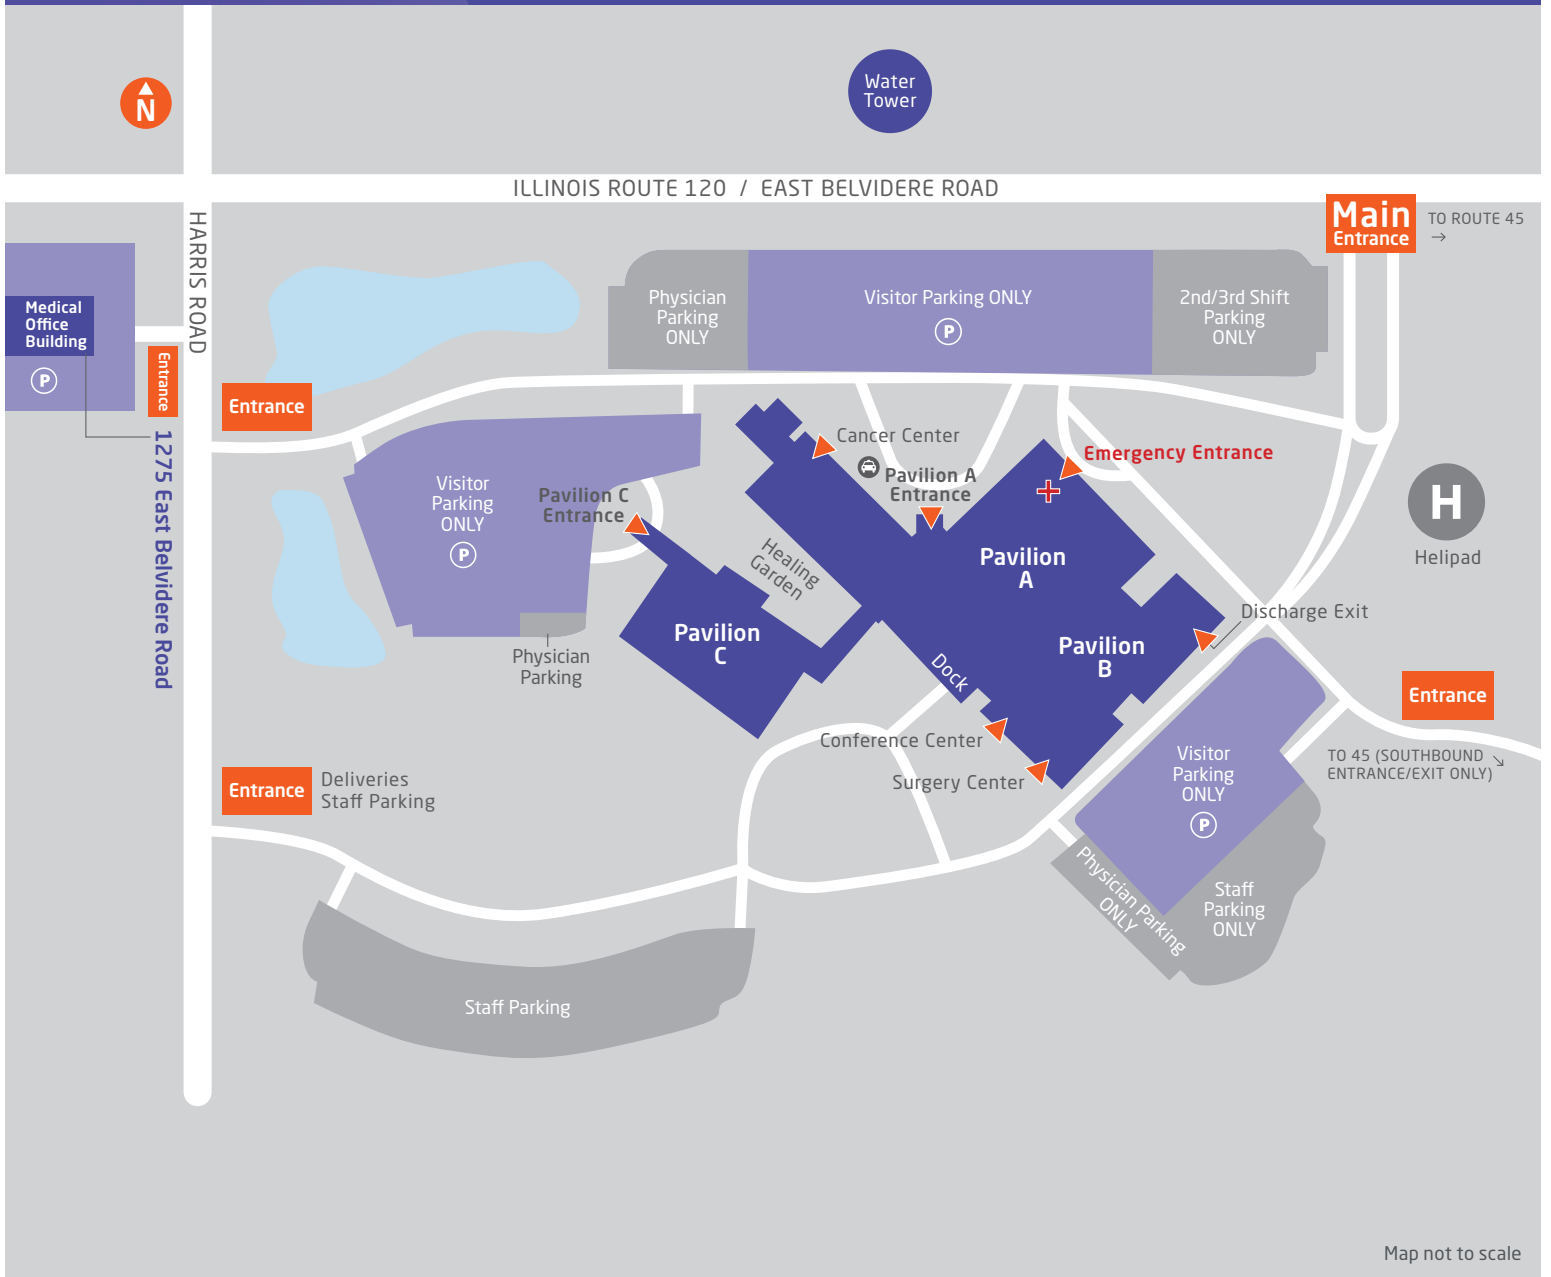 Water
Tower
N
ILLINOIS ROUTE 120 / EAST BELVIDERE ROAD
Main
Entrance
TO ROUTE 45
→
HARRIS ROAD
Medical
Office
Building
P
Entrance
1275 East Belvidere Road
Entrance
Physician
Parking
ONLY
Visitor Parking ONLY
P
2nd/3rd Shift
Parking
ONLY
Cancer Center
Pavilion A
Entrance
Emergency Entrance
H
Helipad
Visitor
Parking
ONLY
P
Pavilion C
Entrance
Healing
Garden
Pavilion
A
Pavilion
C
Pavilion
B
Discharge Exit
Physician
Parking
Dock
Conference Center
Surgery Center
Entrance
TO 45 (SOUTHBOUND ↘
ENTRANCE/EXIT ONLY)
Visitor
Parking
ONLY
P
Entrance
Deliveries
Staff Parking
Physician Parking
ONLY
Staff
Parking
ONLY
Staff Parking
Map not to scale